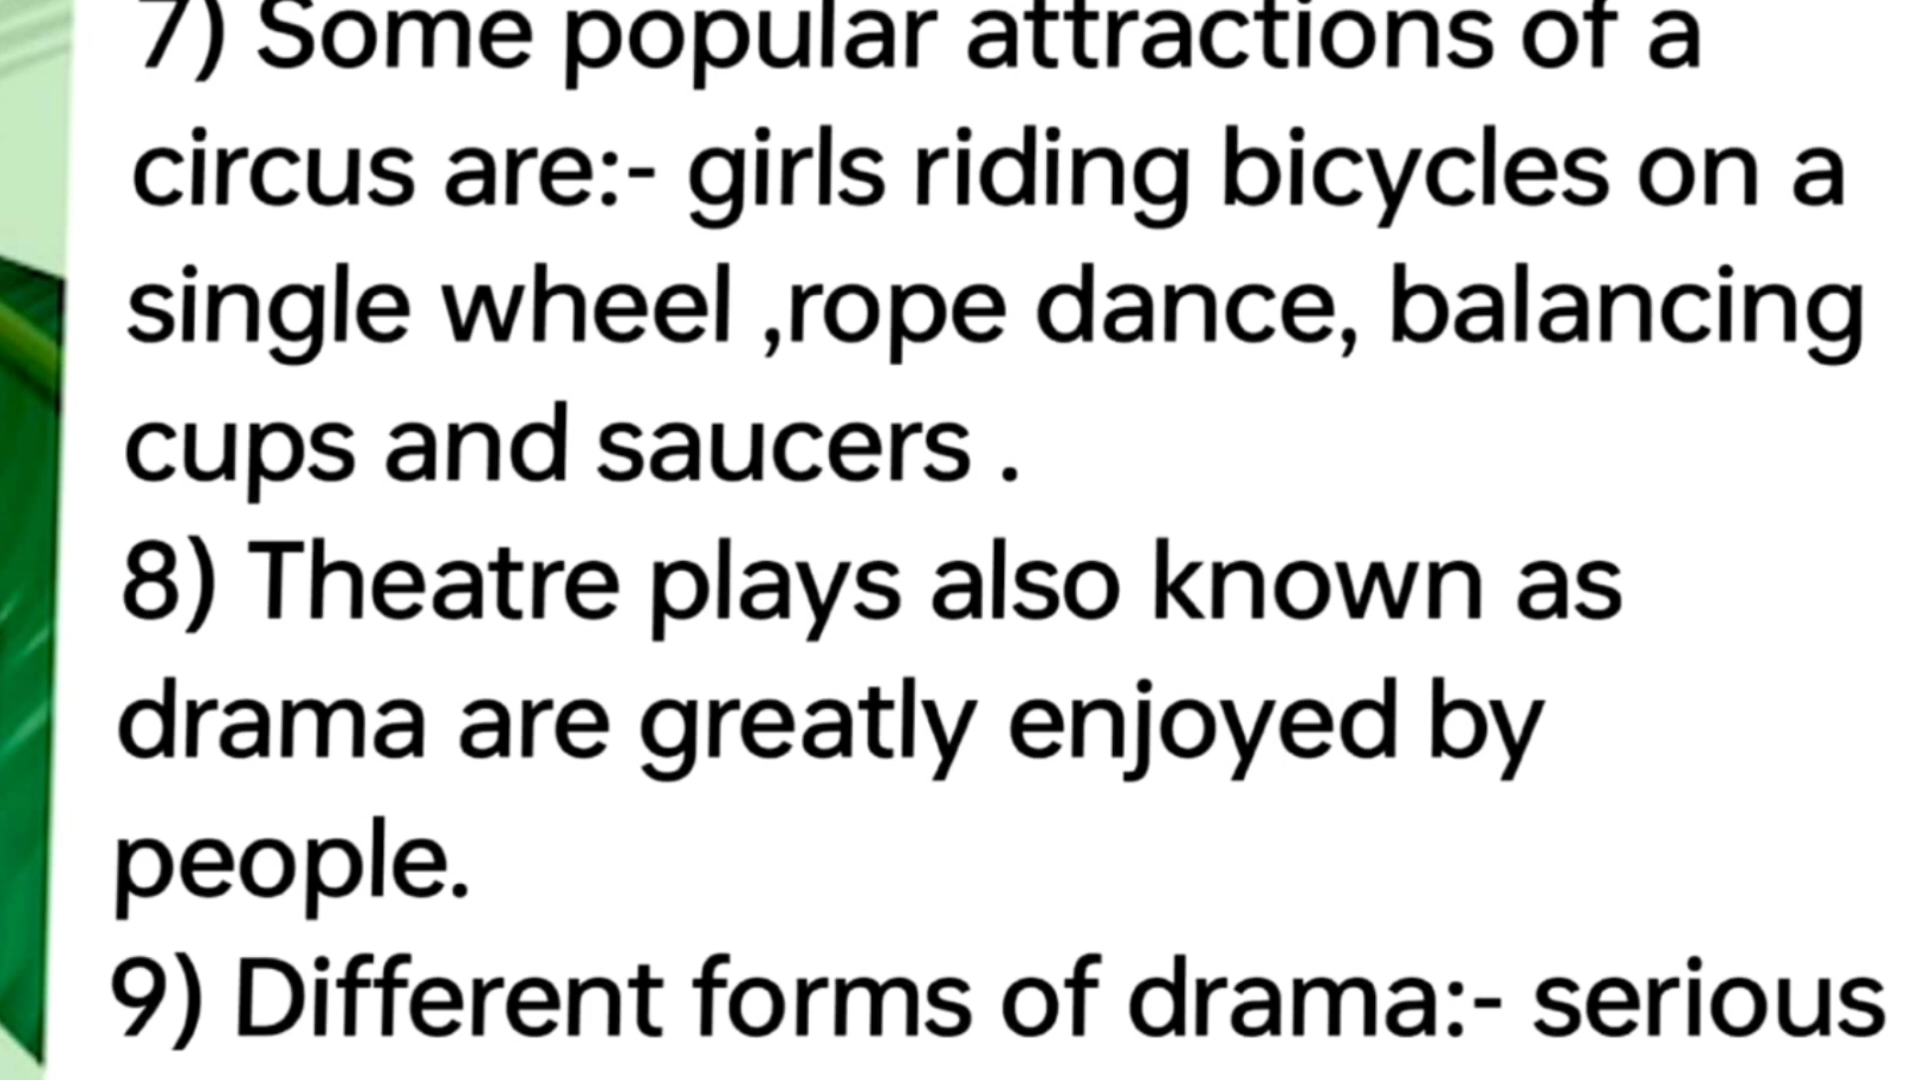 7) Some popular attractions of a
circus are:- girls riding bicycles on a
single wheel ,rope dance, balancing
cups and saucers .
8) Theatre plays also known as
drama are greatly enjoyed by
people.
9) Different forms of drama:- serious